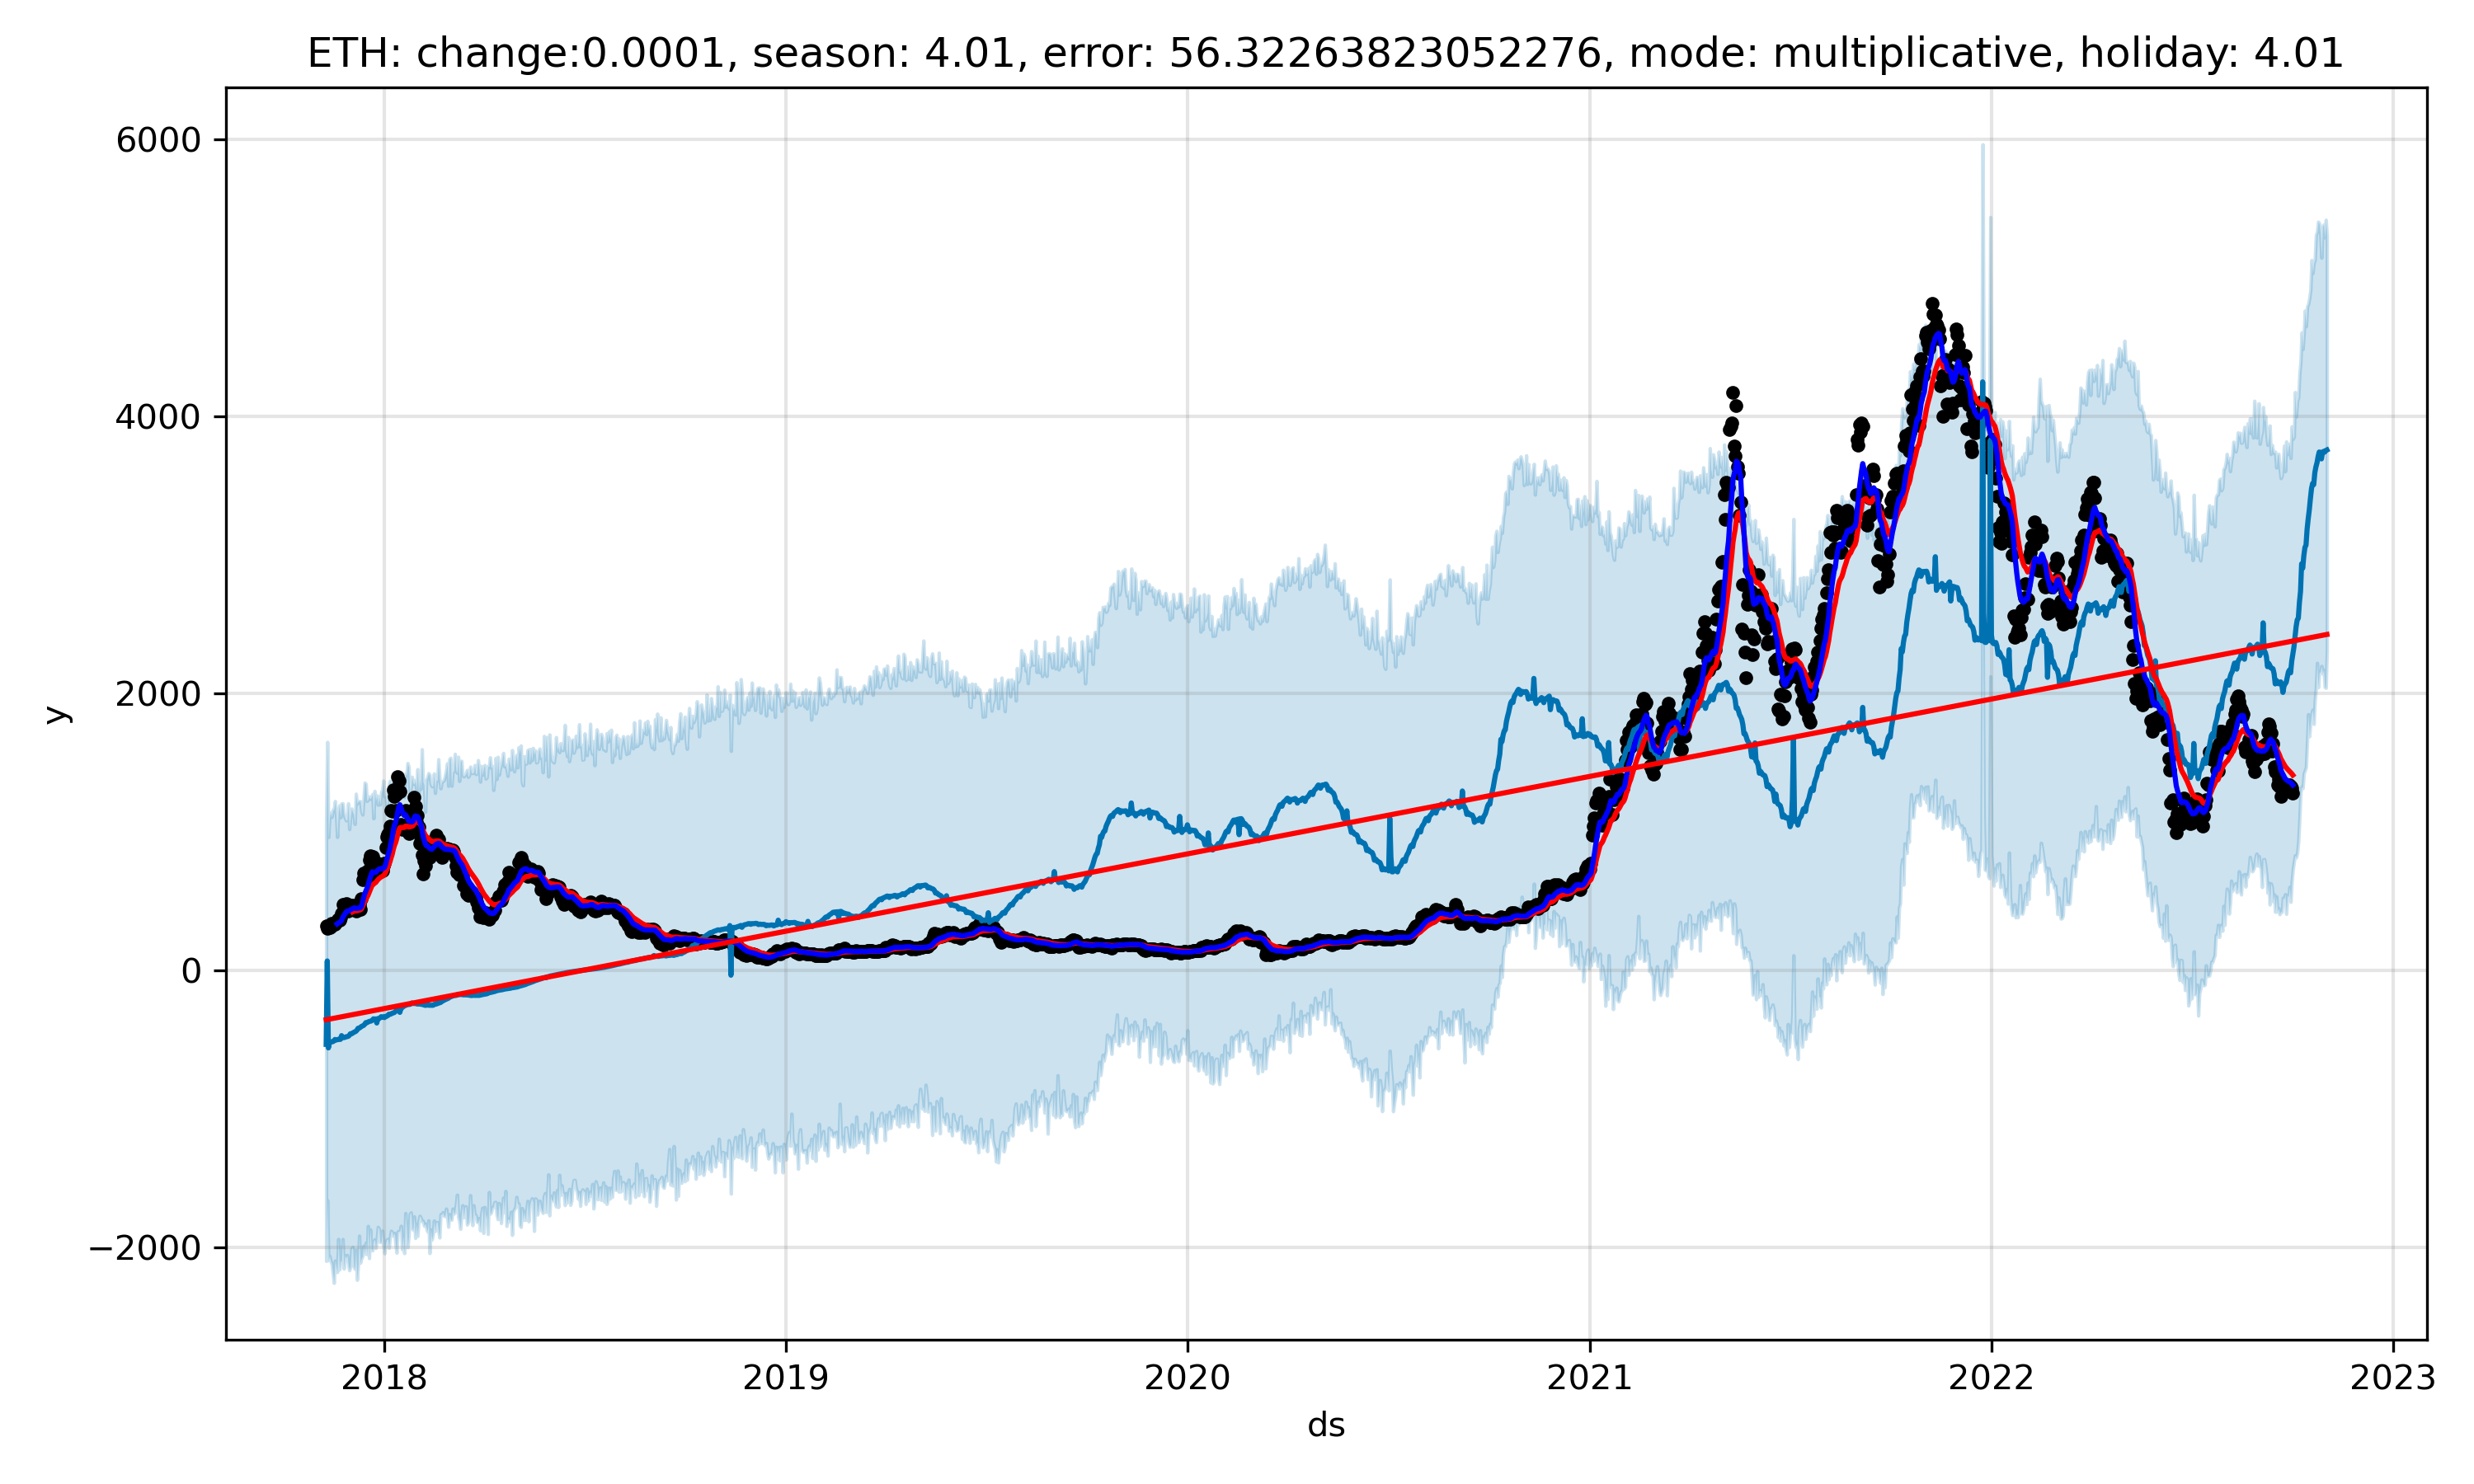 ETH: change:0.0001, season: 4.01, error: 56.32263823052276, mode: multiplicative, holiday: 4.01
6000
4000
2000
0
−2000
y
2018 2019 2020 2021 2022 2023
ds